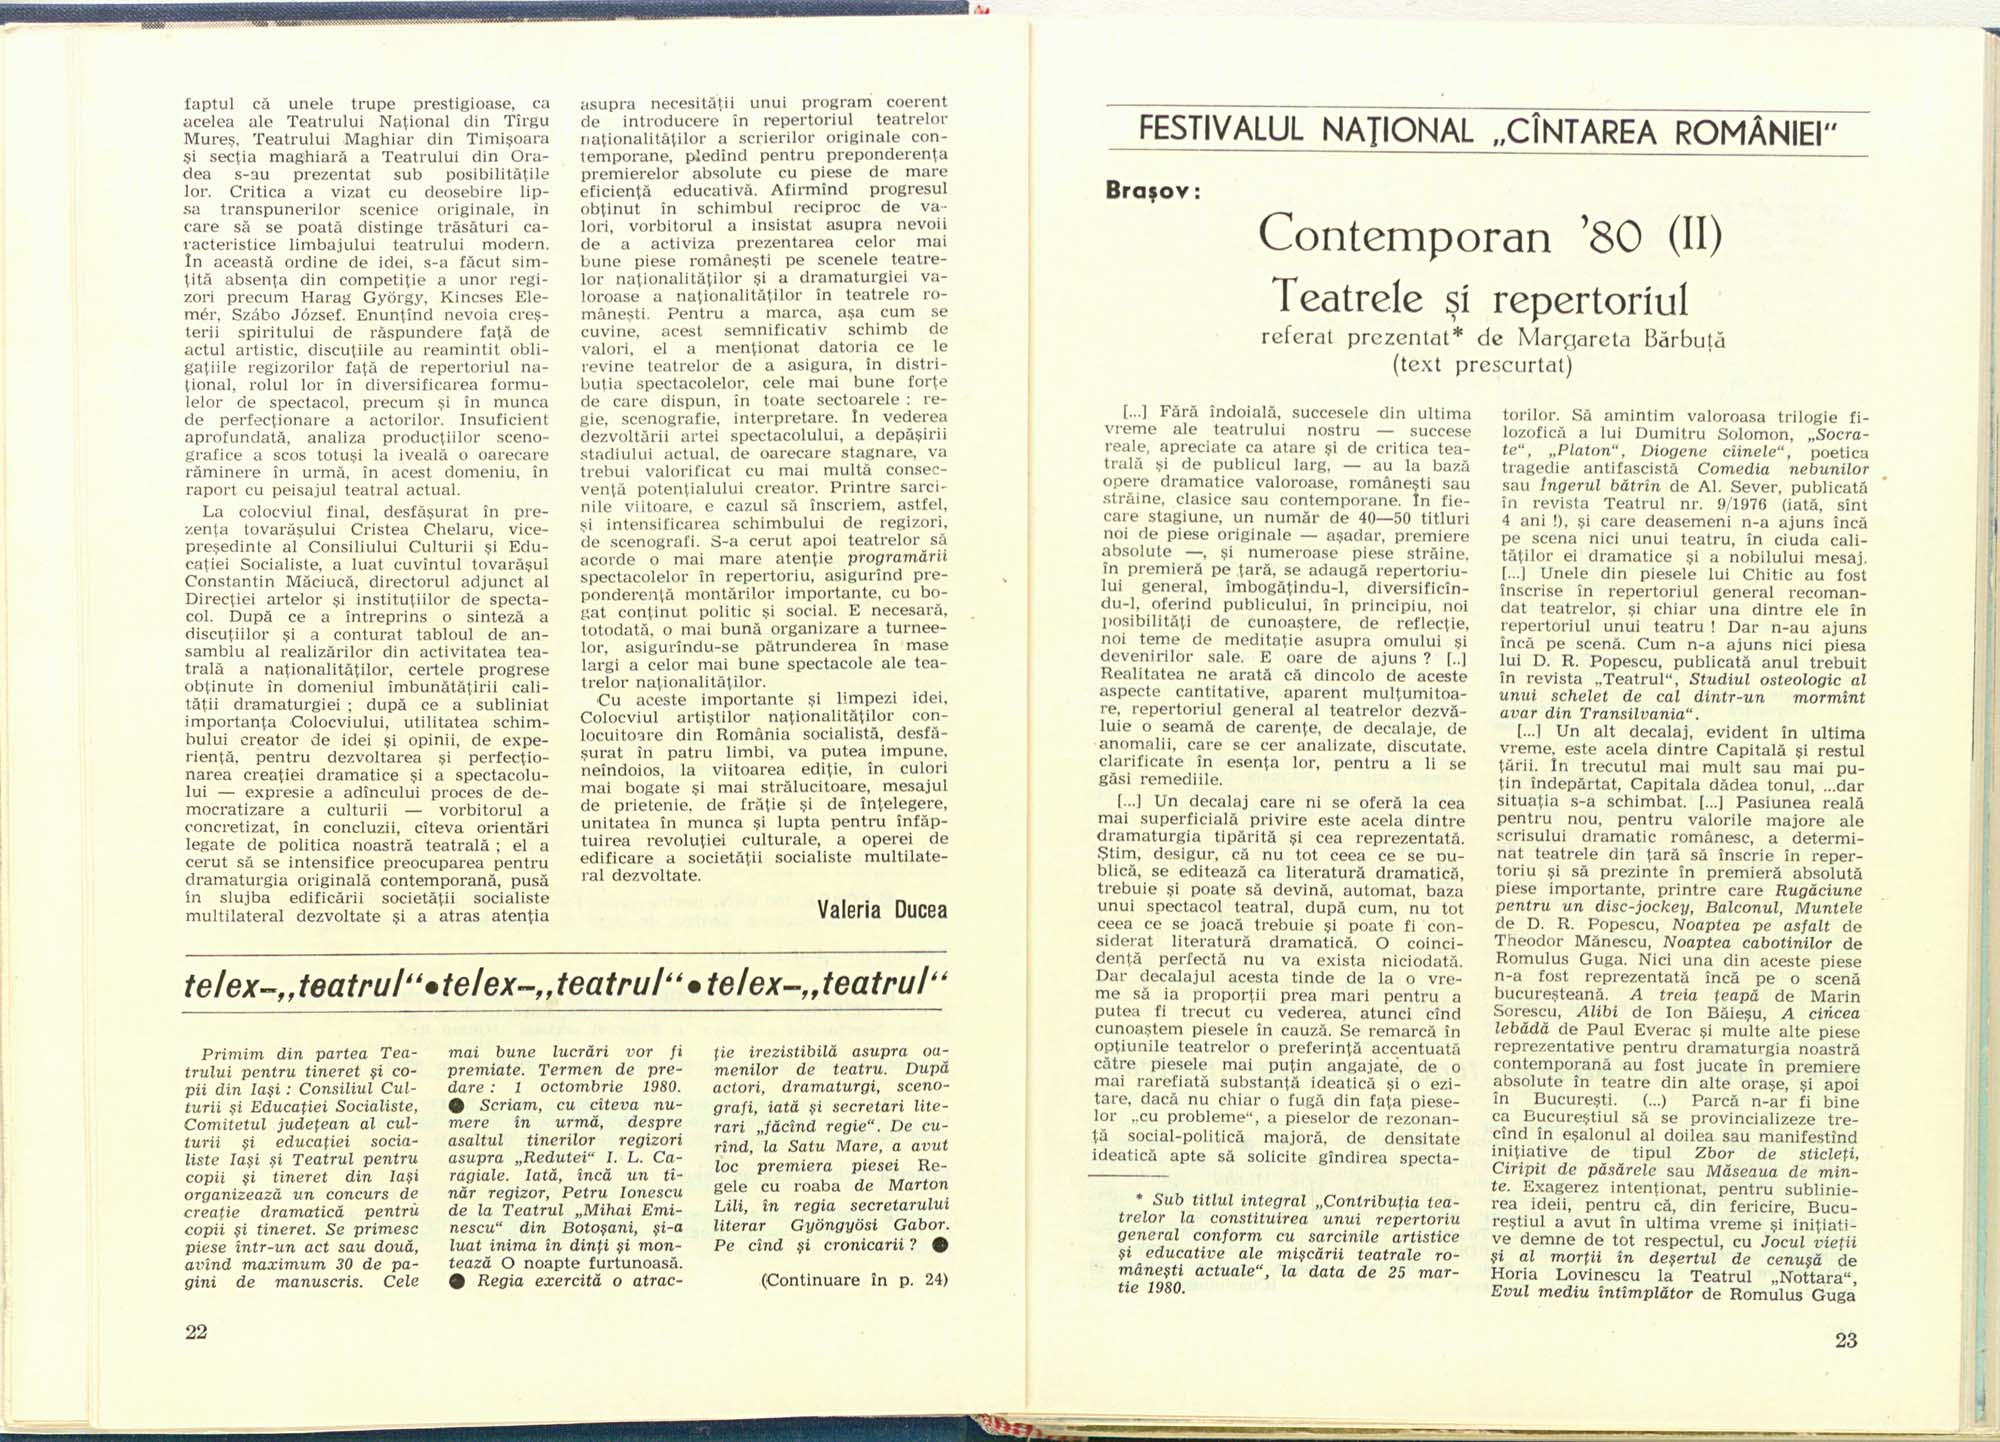 faptul că unele trupe prestigioase, ca
acelea ale Teatrului Național din Tîrgu
Mureș, Teatrului Maghiar din Timișoara
și secția maghiară a Teatrului din Ora-
dea s-au prezentat sub posibilitățile
lor. Critica a vizat cu deosebire lip-
sa transpunerilor scenice originale, în
care să se poată distinge trăsături ca-
racteristice limbajului teatrului modern.
În această ordine de idei, s-a făcut sim-
țită absența din competiție a unor regi-
zori precum Harag György, Kincses Ele-
mér, Szábo József. Enunțînd nevoia creș-
terii spiritului de răspundere față de
actul artistic, discuțiile au reamintit obli-
gațiile regizorilor față de repertoriul na-
țional, rolul lor în diversificarea formu-
lelor de spectacol, precum și în munca
de perfecționare a actorilor. Insuficient
aprofundată, analiza producțiilor sceno-
grafice a scos totuși la iveală o oarecare
rămînere în urmă, în acest domeniu, în
raport cu peisajul teatral actual.
La colocviul final, desfășurat în pre-
zența tovarășului Cristea Chelaru, vice-
președinte al Consiliului Culturii și Edu-
cației Socialiste, a luat cuvîntul tovarășul
Constantin Măciucă, directorul adjunct al
Direcției artelor și instituțiilor de specta-
col. După ce a întreprins o sinteză a
discuțiilor și a conturat tabloul de an-
samblu al realizărilor din activitatea tea-
trală a naționalităților, certele progrese
obținute în domeniul îmbunătățirii cali-
tății dramaturgiei ; după ce a subliniat
importanța Colocviului, utilitatea schim-
bului creator de idei și opinii, de expe-
riență, pentru dezvoltarea și perfecțio-
narea creației dramatice și a spectacolu-
lui — expresie a adîncului proces de de-
mocratizare a culturii — vorbitorul a
concretizat, în concluzii, cîteva orientări
legate de politica noastră teatrală ; el a
cerut să se intensifice preocuparea pentru
dramaturgia originală contemporană, pusă
în slujba edificării societății socialiste
multilateral dezvoltate și a atras atenția
asupra necesității unui program coerent
de introducere în repertoriul teatrelor
naționalităților a scrierilor originale con-
temporane, pledînd pentru preponderența
premierelor absolute cu piese de mare
eficiență educativă. Afirmînd progresul
obținut în schimbul reciproc de va-
lori, vorbitorul a insistat asupra nevoii
de a activiza prezentarea celor mai
bune piese românești pe scenele teatre-
lor naționalităților și a dramaturgiei va-
loroase a naționalităților în teatrele ro-
mânești. Pentru a marca, așa cum se
cuvine, acest semnificativ schimb de
valori, el a menționat datoria ce le
revine teatrelor de a asigura, în distri-
buția spectacolelor, cele mai bune forțe
de care dispun, în toate sectoarele : re-
gie, scenografie, interpretare. În vederea
dezvoltării artei spectacolului, a depășirii
stadiului actual, de oarecare stagnare, va
trebui valorificat cu mai multă consec-
vență potențialului creator. Printre sarci-
nile viitoare, e cazul să înscriem, astfel,
și intensificarea schimbului de regizori,
de scenografi. S-a cerut apoi teatrelor să
acorde o mai mare atenție programării
spectacolelor în repertoriu, asigurînd pre-
ponderență montărilor importante, cu bo-
gat conținut politic și social. E necesară,
totodată, o mai bună organizare a turnee-
lor, asigurîndu-se pătrunderea în mase
largi a celor mai bune spectacole ale tea-
trelor naționalităților.
Cu aceste importante și limpezi idei,
Colocviul artiștilor naționalităților con-
locuitoare din România socialistă, desfă-
șurat în patru limbi, va putea impune,
neîndoios, la viitoarea ediție, în culori
mai bogate și mai strălucitoare, mesajul
de prietenie, de frăție și de înțelegere,
unitatea în munca și lupta pentru înfăp-
tuirea revoluției culturale, a operei de
edificare a societății socialiste multilate-
ral dezvoltate.
Valeria Ducea
telex-„teatrul“●telex-„teatrul“●telex-„teatrul“
Primim din partea Tea-
trului pentru tineret și co-
pii din Iași : Consiliul Cul-
turii și Educației Socialiste,
Comitetul județean al cul-
turii și educației socia-
liste Iași și Teatrul pentru
copii și tineret din Iași
organizează un concurs de
creație dramatică pentru
copii și tineret. Se primesc
piese într-un act sau două,
avînd maximum 30 de pa-
gini de manuscris. Cele
mai bune lucrări vor fi
premiate. Termen de pre-
dare : 1 octombrie 1980.
● Scriam, cu cîteva nu-
mere în urmă, despre
asaltul tinerilor regizori
asupra „Redutei“ I. L. Ca-
ragiale. Iată, încă un ti-
năr regizor, Petru Ionescu
de la Teatrul „Mihai Emi-
nescu“ din Botoșani, și-a
luat inima în dinți și mon-
tează O noapte furtunoasă.
● Regia exercită o atrac-
ție irezistibilă asupra oa-
menilor de teatru. După
actori, dramaturgi, sceno-
grafi, iată și secretari lite-
rari „făcînd regie“. De cu-
rînd, la Satu Mare, a avut
loc premiera piesei Re-
gele cu roaba de Marton
Lili, în regia secretarului
literar Gyöngyösi Gabor.
Pe cînd și cronicarii ? ●
(Continuare în p. 24)
22
FESTIVALUL NAȚIONAL „CÎNTAREA ROMÂNIEI“
Brașov :
Contemporan '80 (II)
Teatrele și repertoriul
referat prezentat* de Margareta Bărbuță
(text prescurtat)
[...] Fără îndoială, succesele din ultima
vreme ale teatrului nostru — succese
reale, apreciate ca atare și de critica tea-
trală și de publicul larg, — au la bază
opere dramatice valoroase, românești sau
străine, clasice sau contemporane. În fie-
care stagiune, un număr de 40—50 titluri
noi de piese originale — așadar, premiere
absolute —, și numeroase piese străine,
în premieră pe țară, se adaugă repertoriu-
lui general, îmbogățindu-l, diversificîn-
du-l, oferind publicului, în principiu, noi
posibilități de cunoaștere, de reflecție,
noi teme de meditație asupra omului și
devenirilor sale. E oare de ajuns ? [..]
Realitatea ne arată că dincolo de aceste
aspecte cantitative, aparent mulțumitoa-
re, repertoriul general al teatrelor dezvă-
luie o seamă de carențe, de decalaje, de
anomalii, care se cer analizate, discutate,
clarificate în esența lor, pentru a li se
găsi remediile.
[...] Un decalaj care ni se oferă la cea
mai superficială privire este acela dintre
dramaturgia tipărită și cea reprezentată.
Știm, desigur, că nu tot ceea ce se pu-
blică, se editează ca literatură dramatică,
trebuie și poate să devină, automat, baza
unui spectacol teatral, după cum, nu tot
ceea ce se joacă trebuie și poate fi con-
siderat literatură dramatică. O coinci-
dență perfectă nu va exista niciodată.
Dar decalajul acesta tinde de la o vre-
me să ia proporții prea mari pentru a
putea fi trecut cu vederea, atunci cînd
cunoaștem piesele în cauză. Se remarcă în
opțiunile teatrelor o preferință accentuată
către piesele mai puțin angajate, de o
mai rarefiată substanță ideatică și o ezi-
tare, dacă nu chiar o fugă din fața piese-
lor „cu probleme“, a pieselor de rezonan-
ță social-politică majoră, de densitate
ideatică apte să solicite gîndirea specta-
* Sub titlul integral „Contribuția tea-
trelor la constituirea unui repertoriu
general conform cu sarcinile artistice
și educative ale mișcării teatrale ro-
mânești actuale“, la data de 25 mar-
tie 1980.
torilor. Să amintim valoroasa trilogie fi-
lozofică a lui Dumitru Solomon, „Socra-
te“, „Platon“, Diogene cîinele“, poetica
tragedie antifascistă Comedia nebunilor
sau Îngerul bătrîn de Al. Sever, publicată
în revista Teatrul nr. 9/1976 (iată, sînt
4 ani !), și care deasemeni n-a ajuns încă
pe scena nici unui teatru, în ciuda cali-
tăților ei dramatice și a nobilului mesaj.
[...] Unele din piesele lui Chitic au fost
înscrise în repertoriul general recoman-
dat teatrelor, și chiar una dintre ele în
repertoriul unui teatru ! Dar n-au ajuns
încă pe scenă. Cum n-a ajuns nici piesa
lui D. R. Popescu, publicată anul trebuit
în revista „Teatrul“, Studiul osteologic al
unui schelet de cal dintr-un mormînt
avar din Transilvania“.
[...] Un alt decalaj, evident în ultima
vreme, este acela dintre Capitală și restul
țării. În trecutul mai mult sau mai pu-
țin îndepărtat, Capitala dădea tonul, ...dar
situația s-a schimbat. [...] Pasiunea reală
pentru nou, pentru valorile majore ale
scrisului dramatic românesc, a determi-
nat teatrele din țară să înscrie în reper-
toriu și să prezinte în premieră absolută
piese importante, printre care Rugăciune
pentru un disc-jockey, Balconul, Muntele
de D. R. Popescu, Noaptea pe asfalt de
Theodor Mănescu, Noaptea cabotinilor de
Romulus Guga. Nici una din aceste piese
n-a fost reprezentată încă pe o scenă
bucureșteană. A treia țeapă de Marin
Sorescu, Alibi de Ion Băieșu, A cincea
lebădă de Paul Everac și multe alte piese
reprezentative pentru dramaturgia noastră
contemporană au fost jucate în premiere
absolute în teatre din alte orașe, și apoi
în București. (...) Parcă n-ar fi bine
ca Bucureștiul să se provincializeze tre-
cînd în eșalonul al doilea sau manifestînd
inițiative de tipul Zbor de sticleți,
Ciripit de păsărele sau Măseaua de min-
te. Exagerez intenționat, pentru sublinie-
rea ideii, pentru că, din fericire, Bucu-
reștiul a avut în ultima vreme și inițiati-
ve demne de tot respectul, cu Jocul vieții
și al morții în deșertul de cenușă de
Horia Lovinescu la Teatrul „Nottara“,
Evul mediu întîmplător de Romulus Guga
23